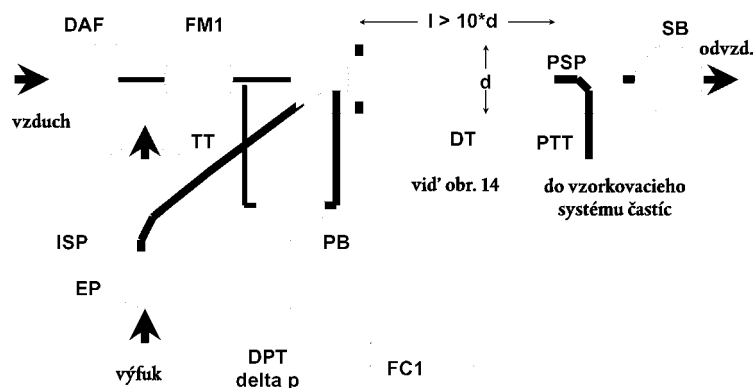 l > 10*d
DAF
FM1
SB
d
PSP
odvzd.
vzduch
TT
DT
PTT
viď obr. 14
do vzorkovacieho
systému častíc
ISP
PB
EP
výfuk
DPT
delta p
FC1